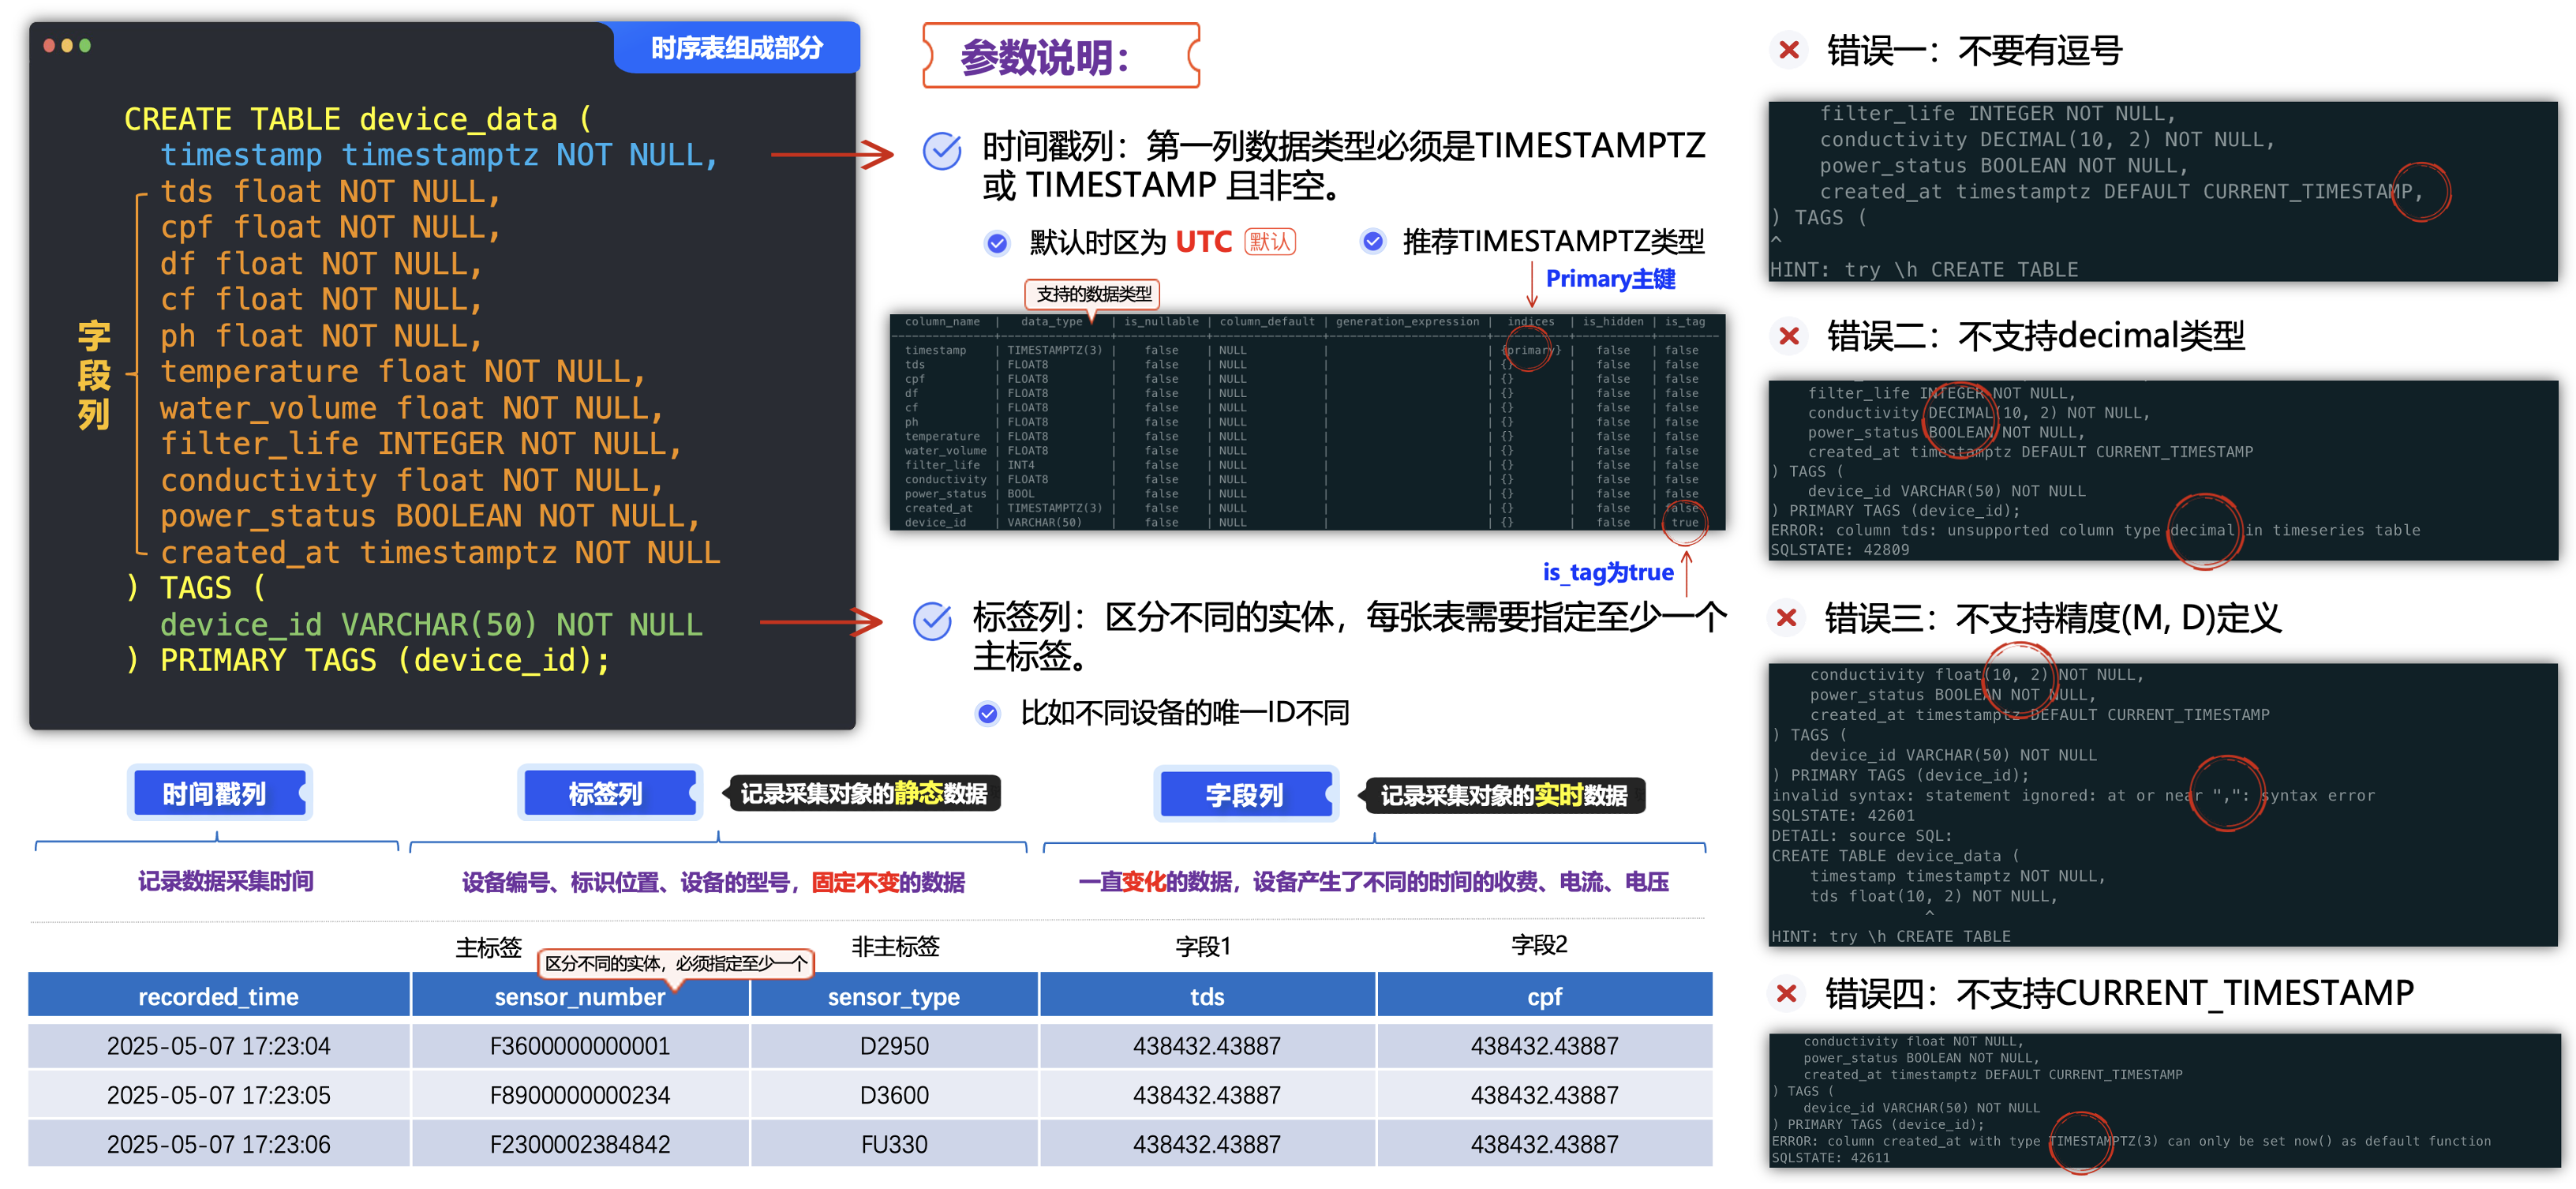 时序表组成部分
CREATE TABLE device_data (
timestamp timestamptz NOT NULL,
tds float NOT NULL,
cpf float NOT NULL,
df float NOT NULL,
cf float NOT NULL,
ph float NOT NULL,
temperature float NOT NULL,
water_volume float NOT NULL,
filter_life INTEGER NOT NULL,
conductivity float NOT NULL,
power_status BOOLEAN NOT NULL,
created_at timestamptz NOT NULL
) TAGS (
device_id VARCHAR(50) NOT NULL
) PRIMARY TAGS (device_id);
字段列
参数说明：
时间戳列：第一列数据类型必须是TIMESTAMPTZ
或 TIMESTAMP 且非空。
默认时区为 UTC 默认
推荐TIMESTAMPTZ类型
Primary主键
支持的数据类型
column_name | data_type | is_nullable | column_default | generation_expression | indices | is_hidden | is_tag
timestamp | TIMESTAMPTZ(3) | false | NULL | | {primary} | false | false
tds | FLOAT8 | false | NULL | | {} | false | false
cpf | FLOAT8 | false | NULL | | {} | false | false
df | FLOAT8 | false | NULL | | {} | false | false
cf | FLOAT8 | false | NULL | | {} | false | false
ph | FLOAT8 | false | NULL | | {} | false | false
temperature | FLOAT8 | false | NULL | | {} | false | false
water_volume | FLOAT8 | false | NULL | | {} | false | false
filter_life | INT4 | false | NULL | | {} | false | false
conductivity | FLOAT8 | false | NULL | | {} | false | false
power_status | BOOL | false | NULL | | {} | false | false
created_at | TIMESTAMPTZ(3) | false | NULL | | {} | false | false
device_id | VARCHAR(50) | false | NULL | | {} | false | true
is_tag为true
标签列：区分不同的实体，每张表需要指定至少一个
主标签。
比如不同设备的唯一ID不同
时间戳列
标签列
记录采集对象的静态数据
字段列
记录采集对象的实时数据
记录数据采集时间
设备编号、标识位置、设备的型号，固定不变的数据
一直变化的数据，设备产生了不同的时间的收费、电流、电压
主标签
区分不同的实体，必须指定至少一个
非主标签
字段1
字段2
recorded_time sensor_number sensor_type tds cpf
2025-05-07 17:23:04 F3600000000001 D2950 438432.43887 438432.43887
2025-05-07 17:23:05 F8900000000234 D3600 438432.43887 438432.43887
2025-05-07 17:23:06 F2300002384842 FU330 438432.43887 438432.43887
错误一：不要有逗号
filter_life INTEGER NOT NULL,
conductivity DECIMAL(10, 2) NOT NULL,
power_status BOOLEAN NOT NULL,
created_at timestamptz DEFAULT CURRENT_TIMESTAMP,
) TAGS (
^
HINT: try \h CREATE TABLE
错误二：不支持decimal类型
filter_life INTEGER NOT NULL,
conductivity DECIMAL(10, 2) NOT NULL,
power_status BOOLEAN NOT NULL,
created_at timestamptz DEFAULT CURRENT_TIMESTAMP
) TAGS (
device_id VARCHAR(50) NOT NULL
) PRIMARY TAGS (device_id);
ERROR: column tds: unsupported column type decimal in timeseries table
SQLSTATE: 42809
错误三：不支持精度(M, D)定义
conductivity float(10, 2) NOT NULL,
power_status BOOLEAN NOT NULL,
created_at timestamptz DEFAULT CURRENT_TIMESTAMP
) TAGS (
device_id VARCHAR(50) NOT NULL
) PRIMARY TAGS (device_id);
invalid syntax: statement ignored: at or near ",": syntax error
SQLSTATE: 42601
DETAIL: source SQL:
CREATE TABLE device_data (
timestamp timestamptz NOT NULL,
tds float(10, 2) NOT NULL,
^
HINT: try \h CREATE TABLE
错误四：不支持CURRENT_TIMESTAMP
conductivity float NOT NULL,
power_status BOOLEAN NOT NULL,
created_at timestamptz DEFAULT CURRENT_TIMESTAMP
) TAGS (
device_id VARCHAR(50) NOT NULL
) PRIMARY TAGS (device_id);
ERROR: column created_at with type TIMESTAMPTZ(3) can only be set now() as default function
SQLSTATE: 42611